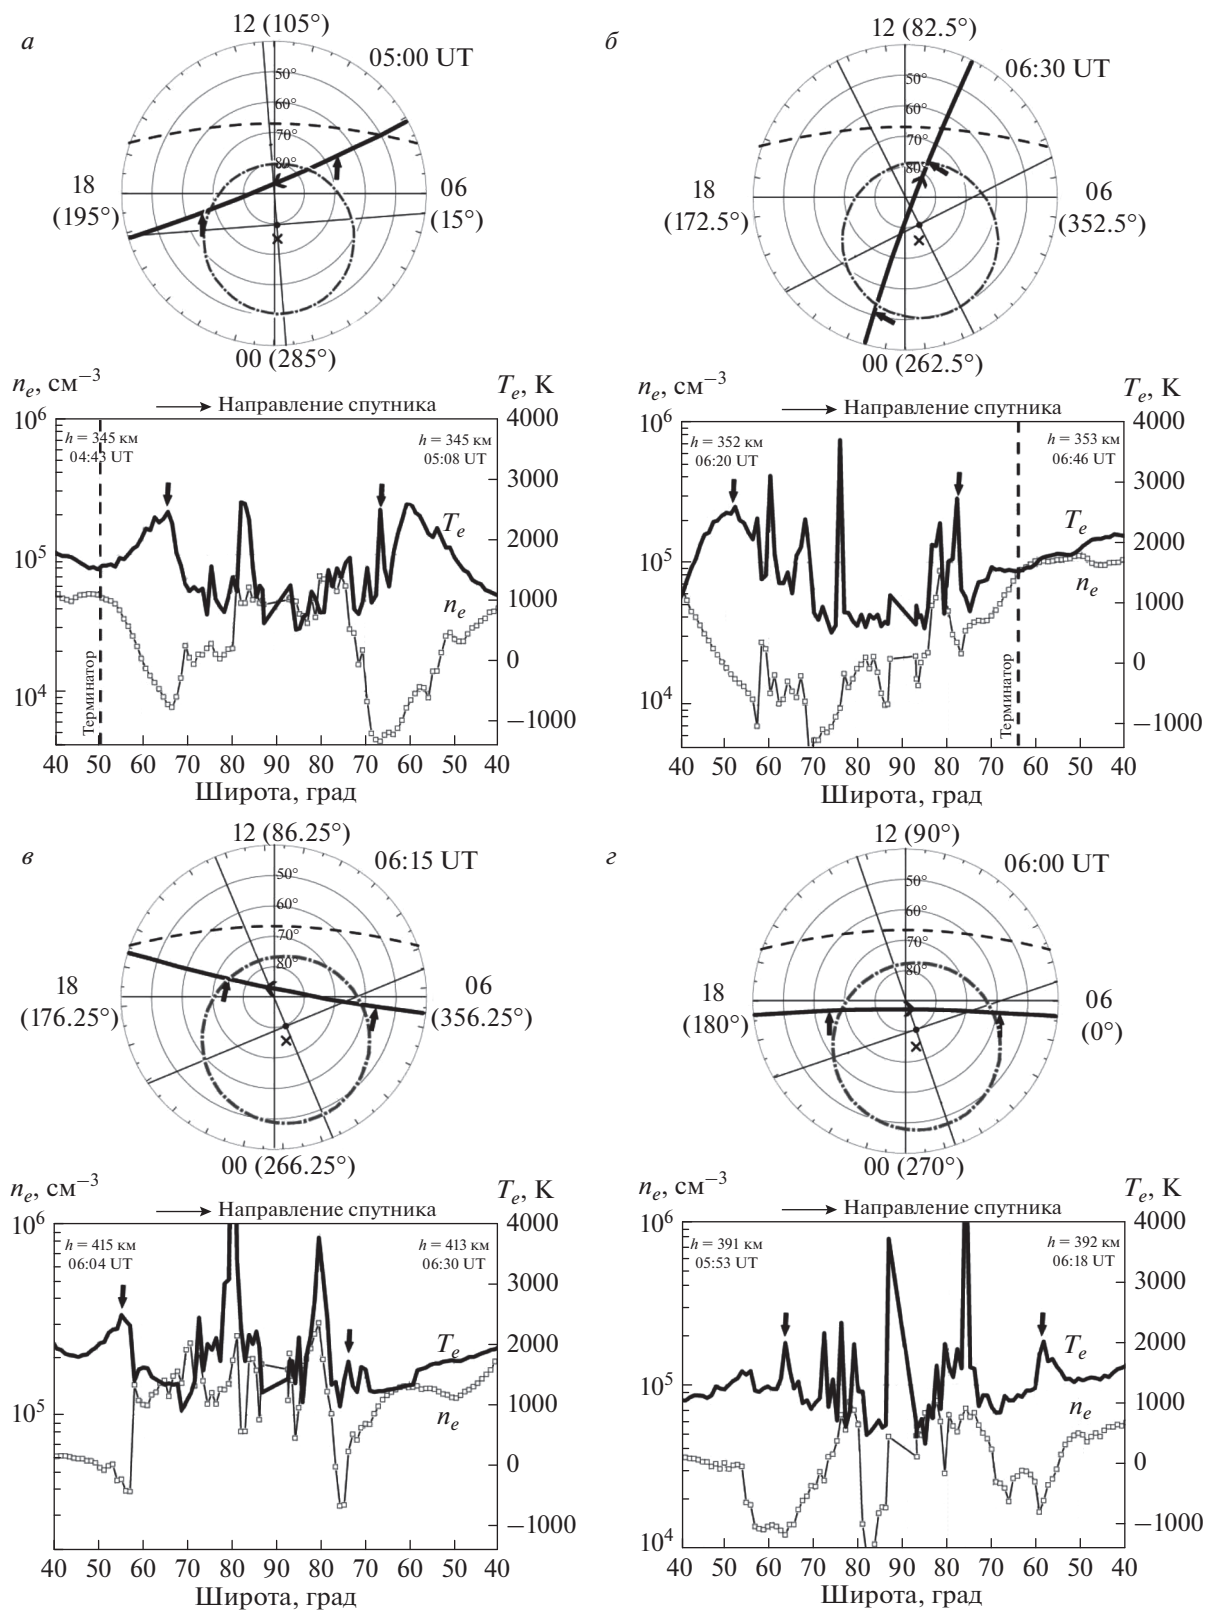 а
12 (105°)
05:00 UT
50°
60°
70°
80°
18
(195°)
06
(15°)
00 (285°)
б
12 (82.5°)
06:30 UT
50°
60°
70°
80°
18
(172.5°)
06
(352.5°)
00 (262.5°)
nₑ, см⁻³
Tₑ, K
Направление спутника
10⁶
4000
h = 345 км
04:43 UT
h = 345 км
05:08 UT
3000
Tₑ
2000
10⁵
nₑ
1000
0
10⁴
Терминатор
−1000
40 50 60 70 80 90 80 70 60 50 40
Широта, град
nₑ, см⁻³
Tₑ, K
Направление спутника
10⁶
4000
h = 352 км
06:20 UT
h = 353 км
06:46 UT
3000
Tₑ
2000
10⁵
nₑ
1000
0
10⁴
Терминатор
−1000
40 50 60 70 80 90 80 70 60 50 40
Широта, град
в
12 (86.25°)
06:15 UT
50°
60°
70°
80°
18
(176.25°)
06
(356.25°)
00 (266.25°)
г
12 (90°)
06:00 UT
50°
60°
70°
80°
18
(180°)
06
(0°)
00 (270°)
nₑ, см⁻³
Tₑ, K
Направление спутника
10⁶
4000
h = 415 км
06:04 UT
h = 413 км
06:30 UT
3000
Tₑ
2000
10⁵
nₑ
1000
0
−1000
40 50 60 70 80 90 80 70 60 50 40
Широта, град
nₑ, см⁻³
Tₑ, K
Направление спутника
10⁶
4000
h = 391 км
05:53 UT
h = 392 км
06:18 UT
3000
Tₑ
2000
10⁵
nₑ
1000
0
−1000
10⁴
40 50 60 70 80 90 80 70 60 50 40
Широта, град